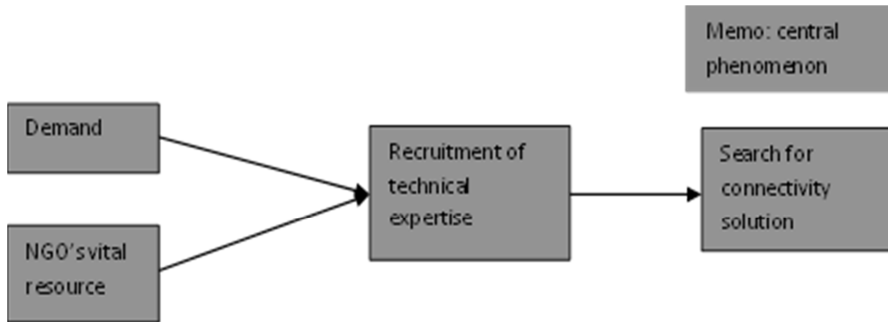 Memo: central
phenomenon
Demand
Recruitment of
technical
expertise
Search for
connectivity
solution
NGO's vital
resource